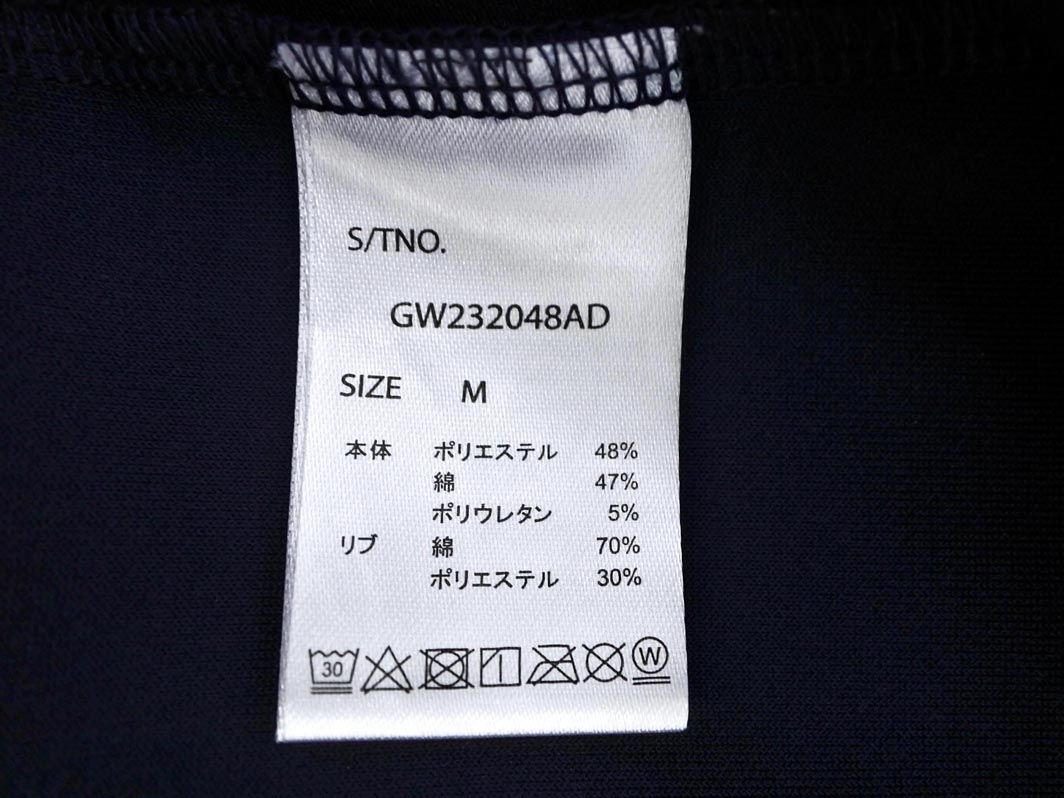 S/TNO.
GW232048AD
SIZE M
本体 ポリエステル 48%
綿 47%
ポリウレタン 5%
リブ 綿 70%
ポリエステル 30%
30 W